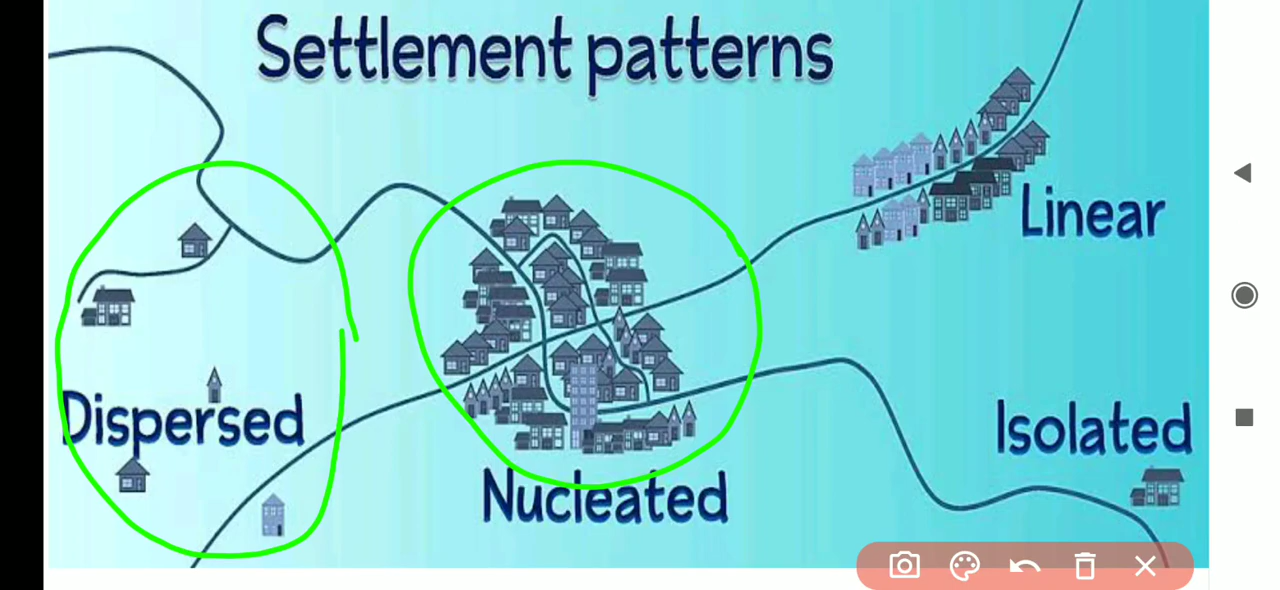 Settlement patterns
Linear
Dispersed
Isolated
Nucleated